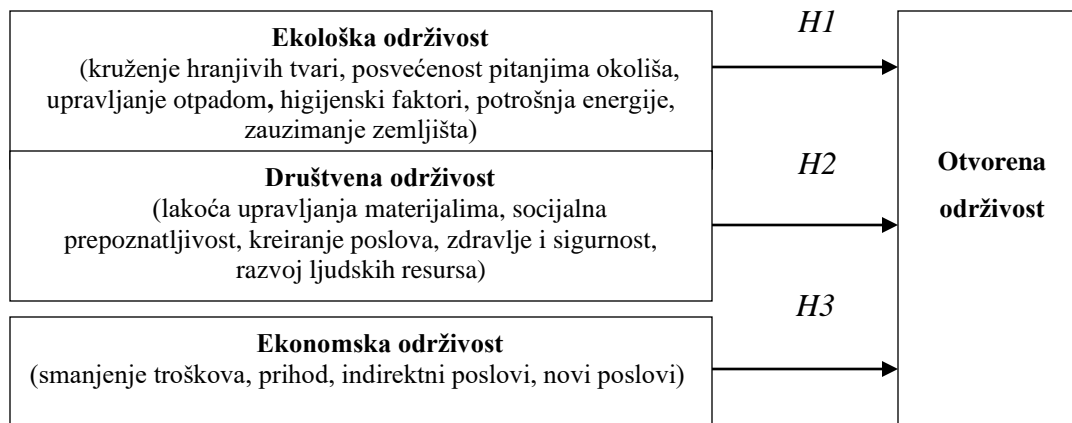 Ekološka održivost
(kruženje hranjivih tvari, posvećenost pitanjima okoliša,
upravljanje otpadom, higijenski faktori, potrošnja energije,
zauzimanje zemljišta)
H1
Društvena održivost
(lakoća upravljanja materijalima, socijalna
prepoznatljivost, kreiranje poslova, zdravlje i sigurnost,
razvoj ljudskih resursa)
H2
Ekonomska održivost
(smanjenje troškova, prihod, indirektni poslovi, novi poslovi)
H3
Otvorena
održivost